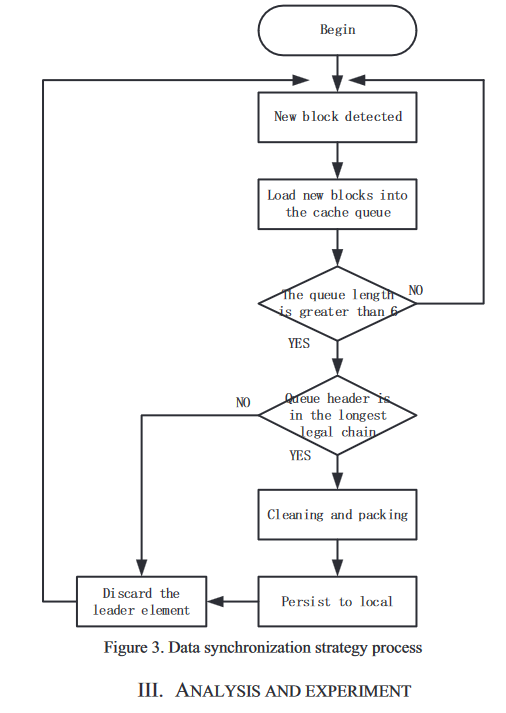 Begin
New block detected
Load new blocks into
the cache queue
The queue length
is greater than 6
NO
YES
Queue header is
in the longest
legal chain
NO
YES
Cleaning and packing
Discard the
leader element
Persist to local
Figure 3. Data synchronization strategy process
III. ANALYSIS AND EXPERIMENT